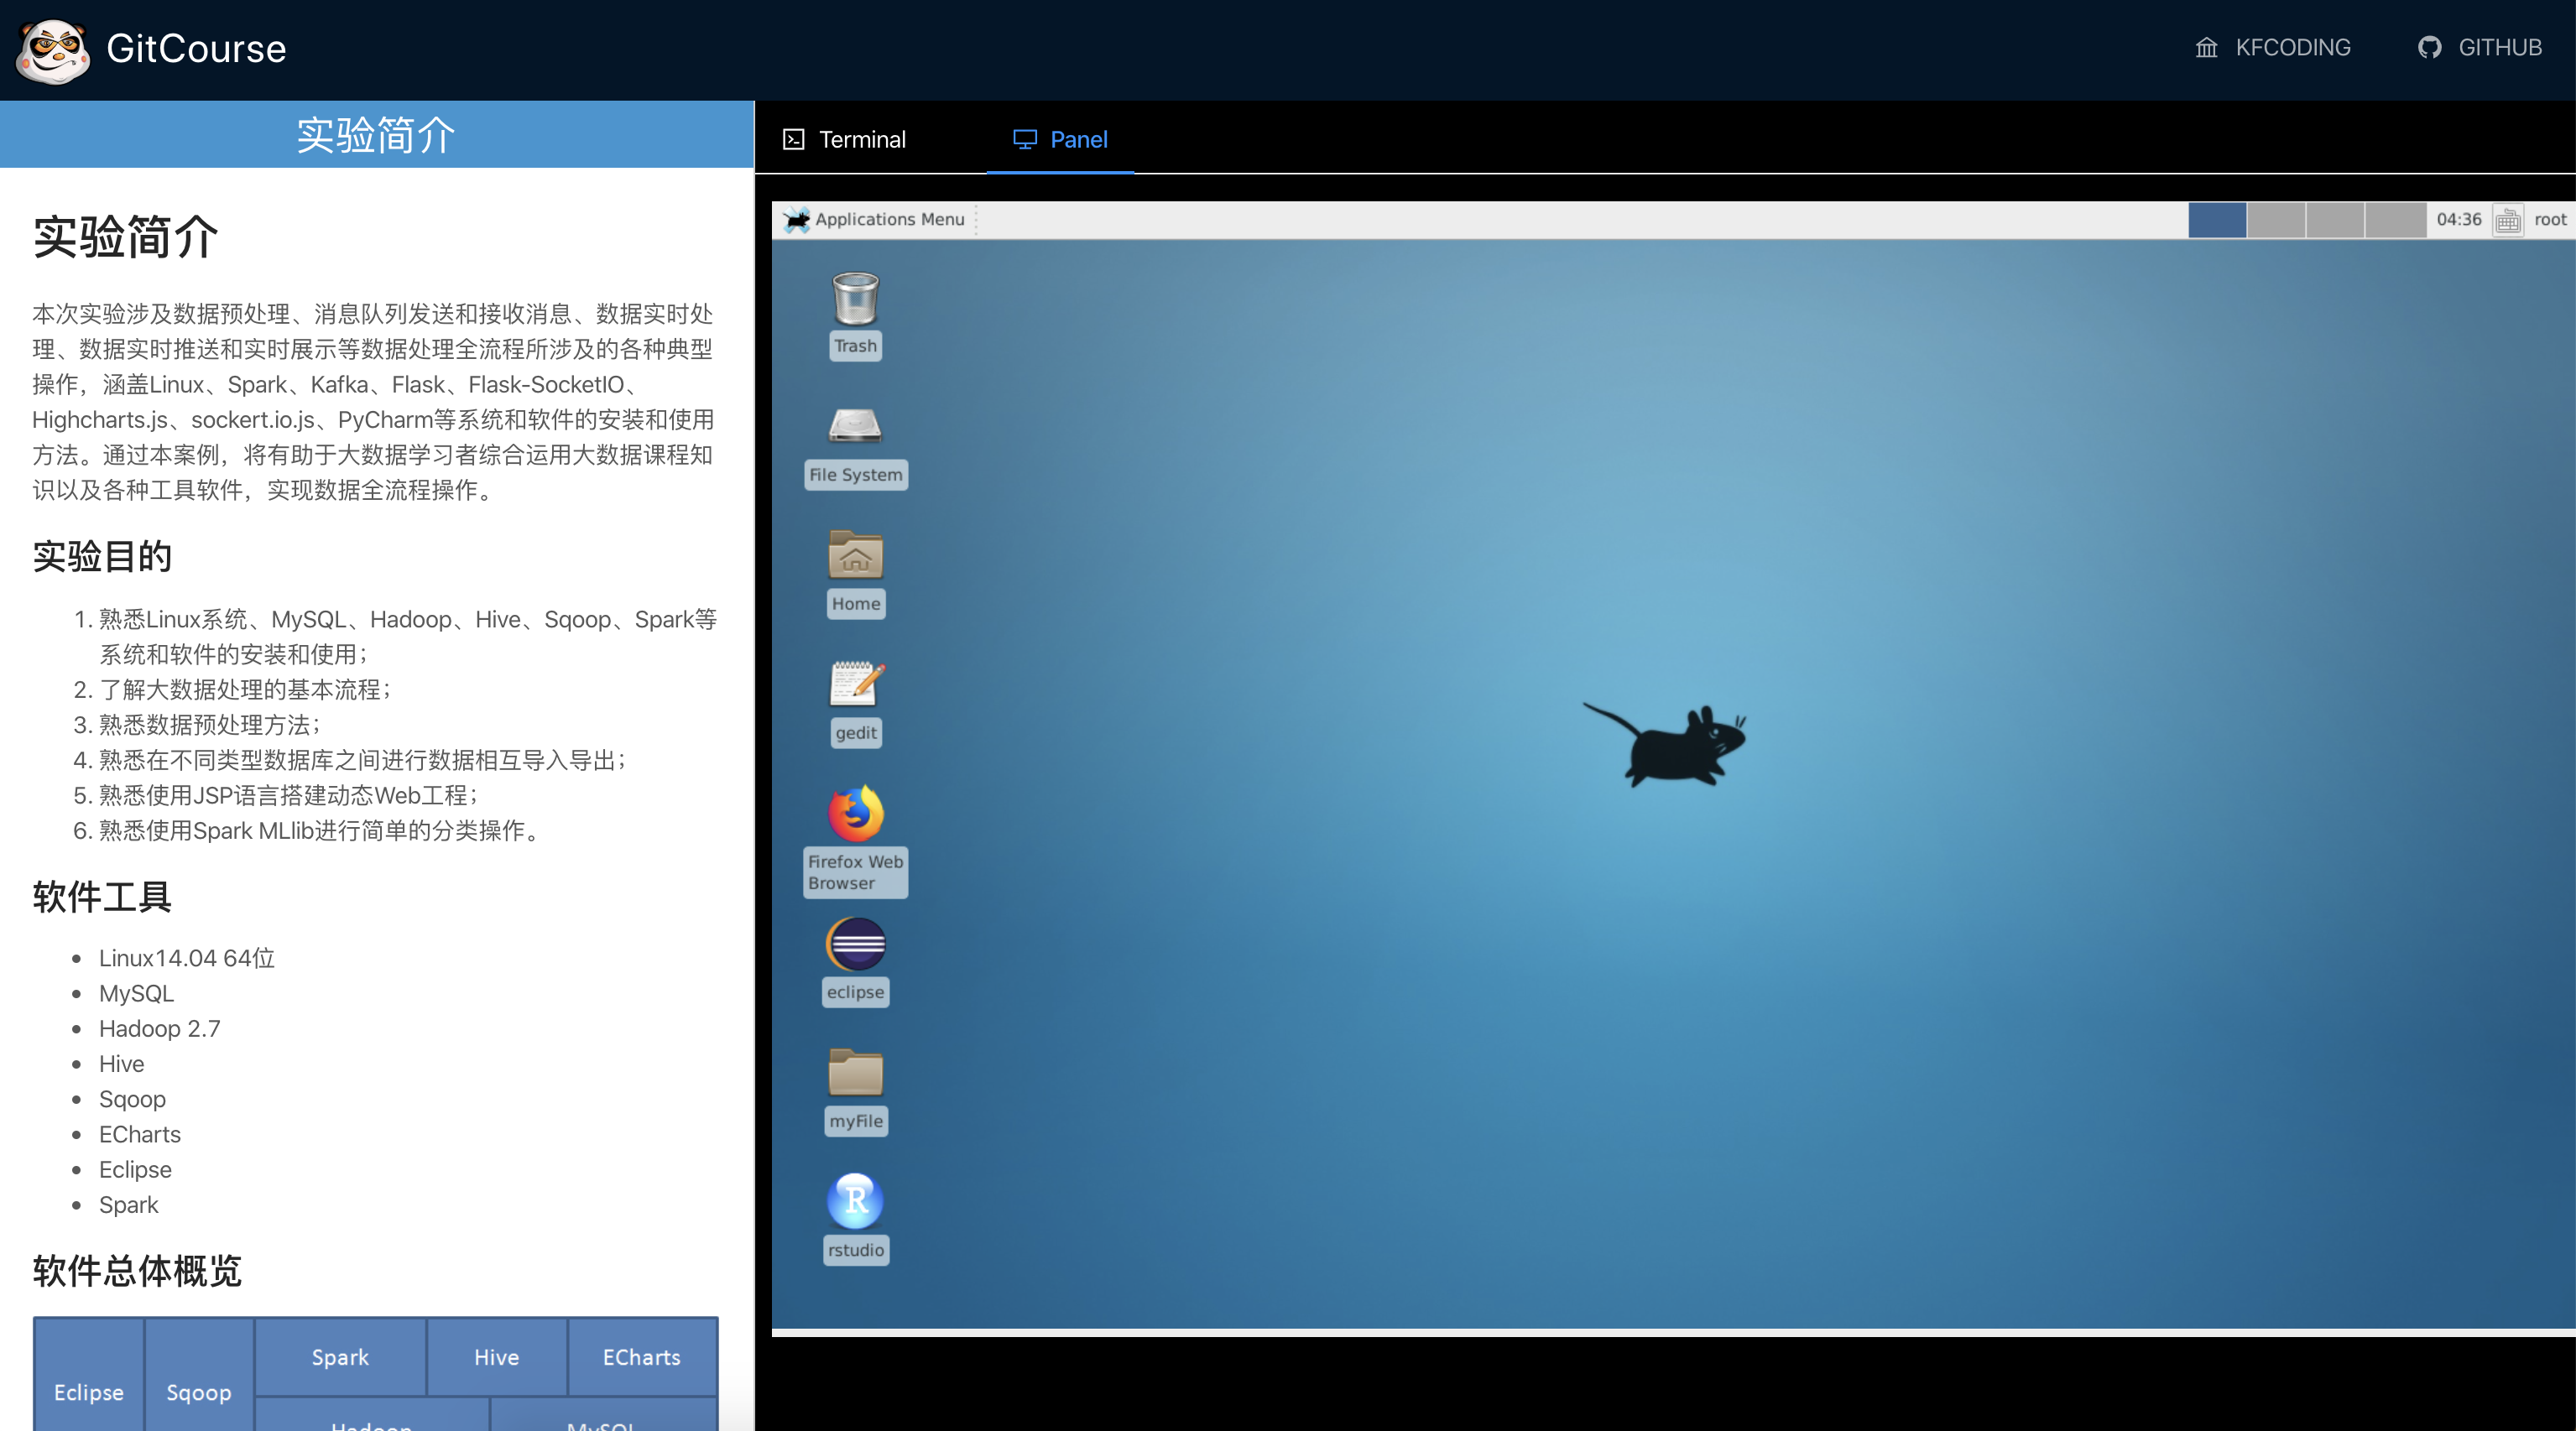 GitCourse
KFCODING
GITHUB
实验简介
Terminal
Panel
实验简介
本次实验涉及数据预处理、消息队列发送和接收消息、数据实时处
理、数据实时推送和实时展示等数据处理全流程所涉及的各种典型
操作，涵盖Linux、Spark、Kafka、Flask、Flask-SocketIO、
Highcharts.js、sockert.io.js、PyCharm等系统和软件的安装和使用
方法。通过本案例，将有助于大数据学习者综合运用大数据课程知
识以及各种工具软件，实现数据全流程操作。
实验目的
1. 熟悉Linux系统、MySQL、Hadoop、Hive、Sqoop、Spark等
系统和软件的安装和使用；
2. 了解大数据处理的基本流程；
3. 熟悉数据预处理方法；
4. 熟悉在不同类型数据库之间进行数据相互导入导出；
5. 熟悉使用JSP语言搭建动态Web工程；
6. 熟悉使用Spark MLlib进行简单的分类操作。
软件工具
Linux14.04 64位
MySQL
Hadoop 2.7
Hive
Sqoop
ECharts
Eclipse
Spark
软件总体概览
Spark
Hive
ECharts
Eclipse
Sqoop
Hadoop
MySQL
Applications Menu
04:36
root
Trash
File System
Home
gedit
Firefox Web
Browser
eclipse
myFile
R
rstudio